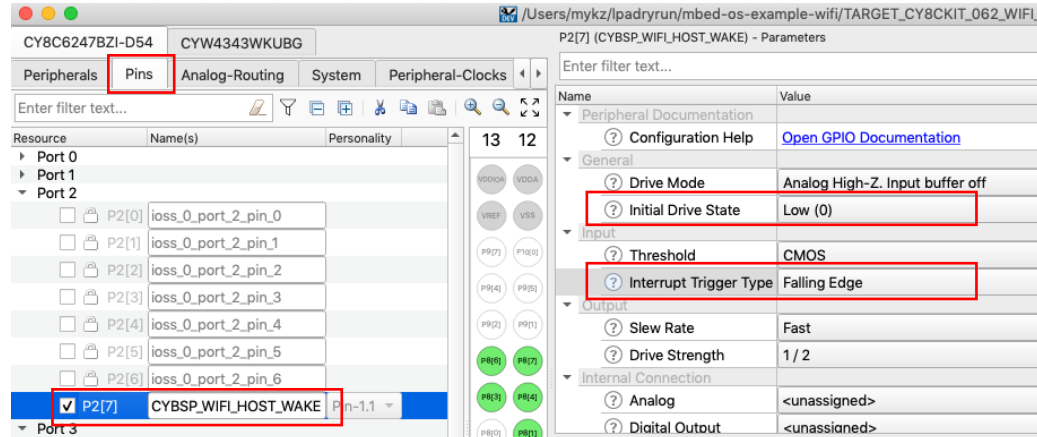 /Users/mykz/lpadryrun/mbed-os-example-wifi/TARGET_CY8CKIT_062_WIFI_
CY8C6247BZI-D54
CYW4343WKUBG
Peripherals
Pins
Analog-Routing
System
Peripheral-Clocks
Enter filter text...
Resource
Name(s)
Personality
Port 0
Port 1
Port 2
P2[0] ioss_0_port_2_pin_0
P2[1] ioss_0_port_2_pin_1
P2[2] ioss_0_port_2_pin_2
P2[3] ioss_0_port_2_pin_3
P2[4] ioss_0_port_2_pin_4
P2[5] ioss_0_port_2_pin_5
P2[6] ioss_0_port_2_pin_6
P2[7] CYBSP_WIFI_HOST_WAKE Pin-1.1
Port 3
13 12
VDDIOA VDDA
VREF VSS
P9[7] P10[0]
P9[4] P9[5]
P9[2] P9[1]
P8[6] P8[7]
P8[3] P8[4]
P8[0] P8[1]
P2[7] (CYBSP_WIFI_HOST_WAKE) - Parameters
Enter filter text...
Name Value
Peripheral Documentation
Configuration Help Open GPIO Documentation
General
Drive Mode Analog High-Z. Input buffer off
Initial Drive State Low (0)
Input
Threshold CMOS
Interrupt Trigger Type Falling Edge
Output
Slew Rate Fast
Drive Strength 1 / 2
Internal Connection
Analog <unassigned>
Digital Output <unassigned>